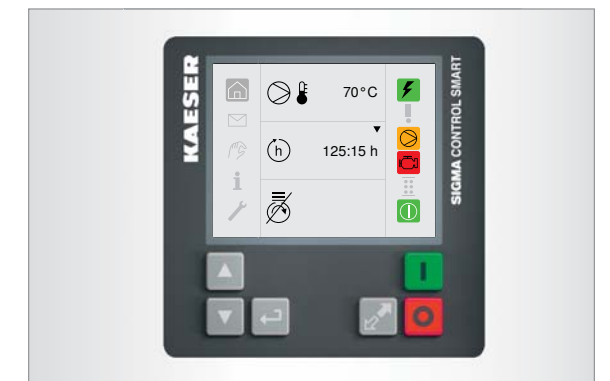 KAESER
SIGMA CONTROL SMART
70°C
h
125:15 h
i